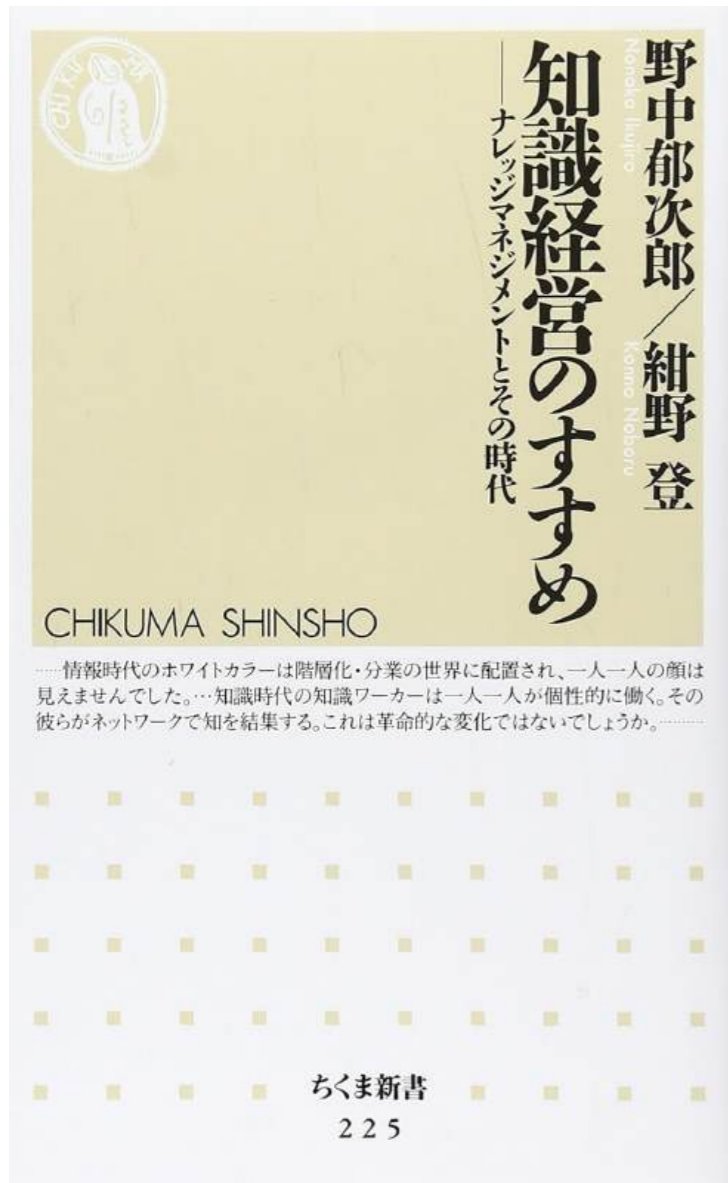 野中郁次郎／紺野 登
Nonaka Ikujiro
Konno Noboru
知識経営のすすめ
——ナレッジマネジメントとその時代
CHIKUMA SHINSHO
……情報時代のホワイトカラーは階層化・分業の世界に配置され、一人一人の顔は
見えませんでした。…知識時代の知識ワーカーは一人一人が個性的に働く。その
彼らがネットワークで知を結集する。これは革命的な変化ではないでしょうか。………
ちくま新書
225